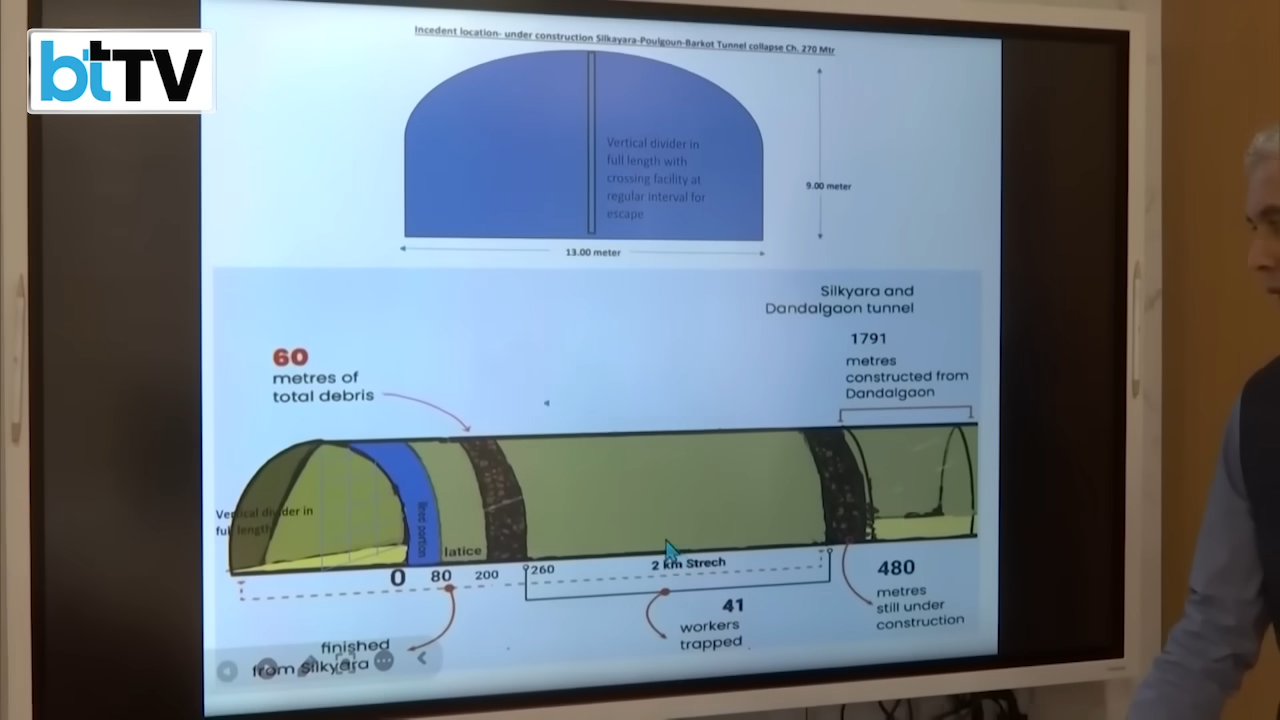 btTV
Incedent location- under construction Silkayara-Poulgoun-Barkot Tunnel collapse Ch. 270 Mtr
Vertical divider in
full length with
crossing facility at
regular interval for
escape
9.00 meter
13.00 meter
Silkyara and
Dandalgaon tunnel
1791
metres
constructed from
Dandalgaon
60
metres of
total debris
Vertical divider in
full length
lined portion
latice
0
80
200
260
2 km Strech
41
workers
trapped
480
metres
still under
construction
finished
from Silkyara